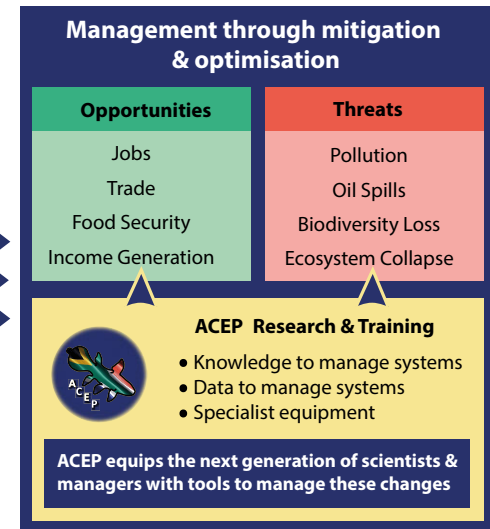 Management through mitigation
& optimisation
Opportunities
Jobs
Trade
Food Security
Income Generation
Threats
Pollution
Oil Spills
Biodiversity Loss
Ecosystem Collapse
ACEP
ACEP Research & Training
• Knowledge to manage systems
• Data to manage systems
• Specialist equipment
ACEP equips the next generation of scientists &
managers with tools to manage these changes